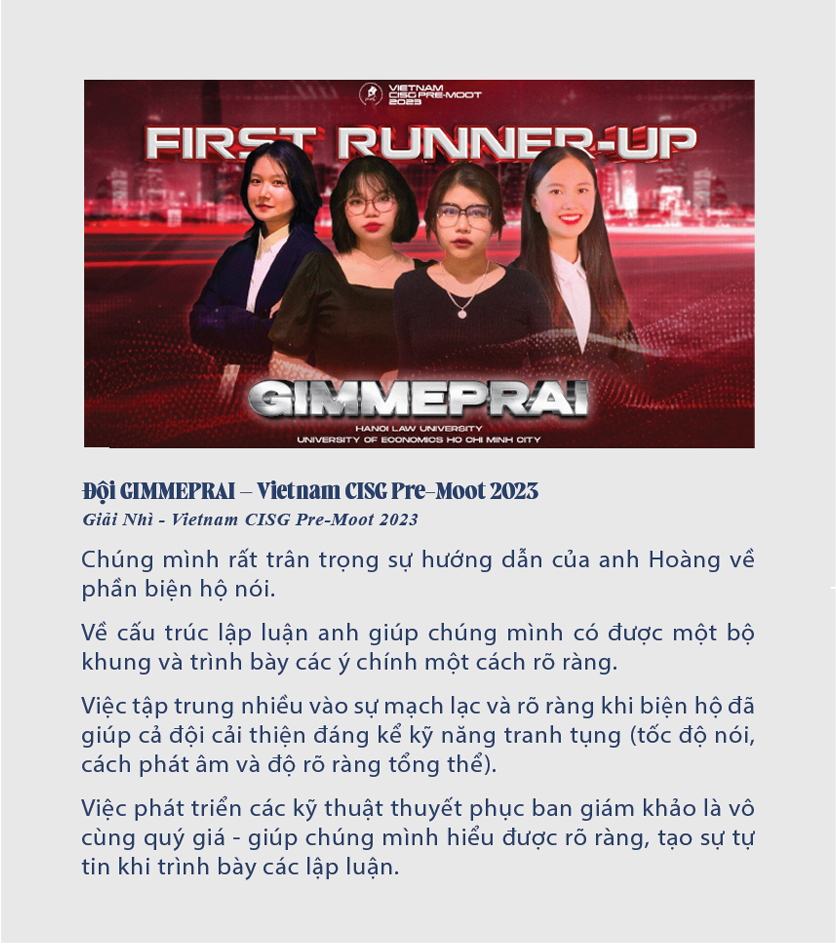 VIETNAM
CISG PRE-MOOT
2023
FIRST RUNNER-UP
GIMMEPRAI
HANOI LAW UNIVERSITY
UNIVERSITY OF ECONOMICS HO CHI MINH CITY
Đội GIMMEPRAI – Vietnam CISG Pre-Moot 2023
Giải Nhì - Vietnam CISG Pre-Moot 2023
Chúng mình rất trân trọng sự hướng dẫn của anh Hoàng về
phần biện hộ nói.
Về cấu trúc lập luận anh giúp chúng mình có được một bộ
khung và trình bày các ý chính một cách rõ ràng.
Việc tập trung nhiều vào sự mạch lạc và rõ ràng khi biện hộ đã
giúp cả đội cải thiện đáng kể kỹ năng tranh tụng (tốc độ nói,
cách phát âm và độ rõ ràng tổng thể).
Việc phát triển các kỹ thuật thuyết phục ban giám khảo là vô
cùng quý giá - giúp chúng mình hiểu được rõ ràng, tạo sự tự
tin khi trình bày các lập luận.